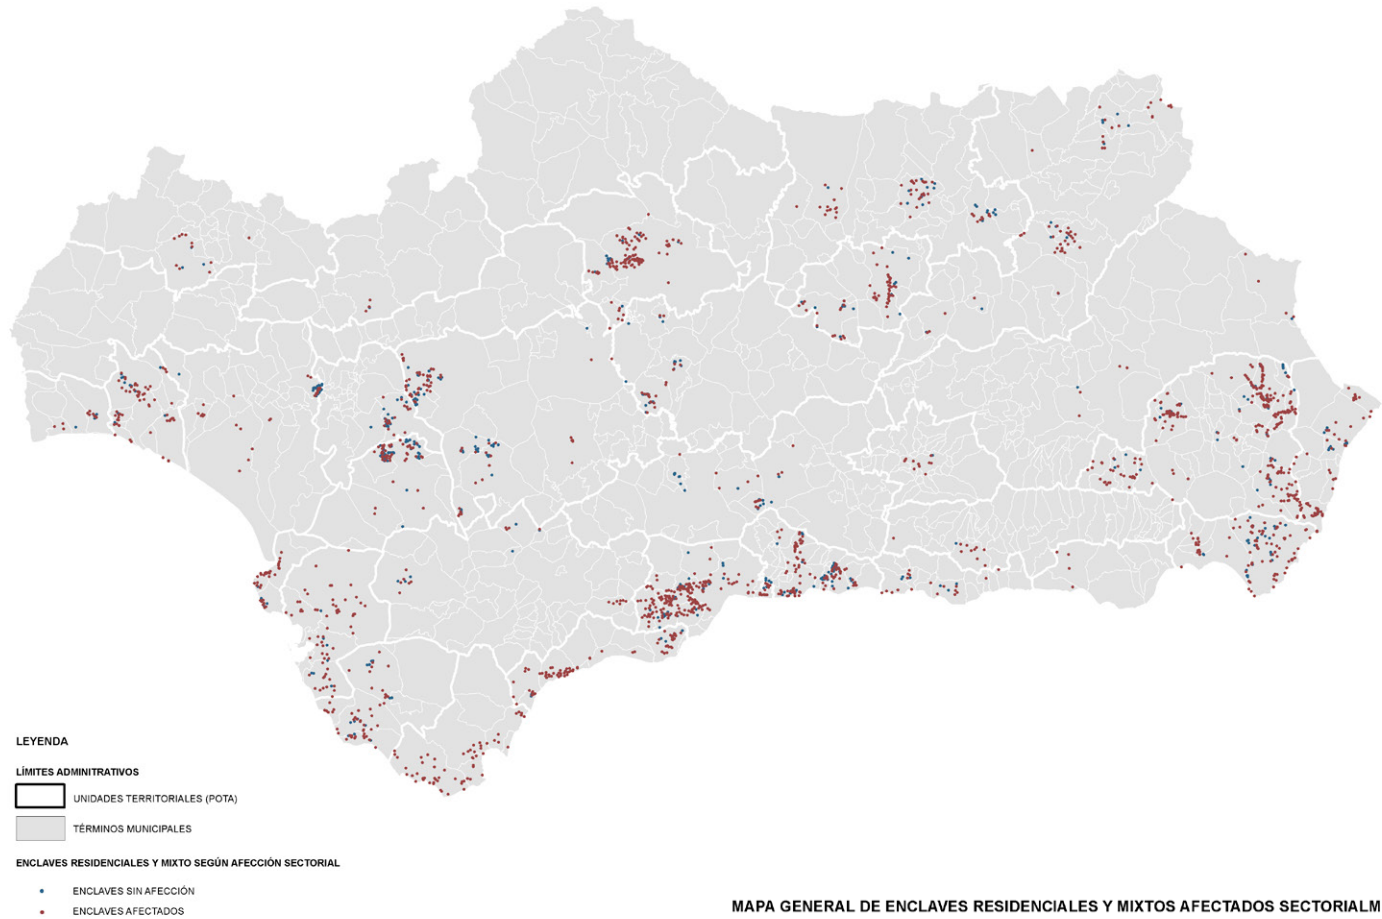 LEYENDA
LÍMITES ADMINITRATIVOS
UNIDADES TERRITORIALES (POTA)
TÉRMINOS MUNICIPALES
ENCLAVES RESIDENCIALES Y MIXTO SEGÚN AFECCIÓN SECTORIAL
ENCLAVES SIN AFECCIÓN
ENCLAVES AFECTADOS
MAPA GENERAL DE ENCLAVES RESIDENCIALES Y MIXTOS AFECTADOS SECTORIALM